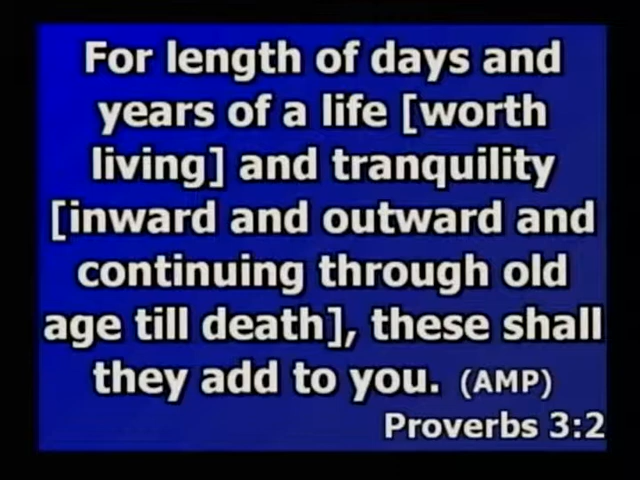 For length of days and
years of a life [worth
living] and tranquility
[inward and outward and
continuing through old
age till death], these shall
they add to you. (AMP)
Proverbs 3:2